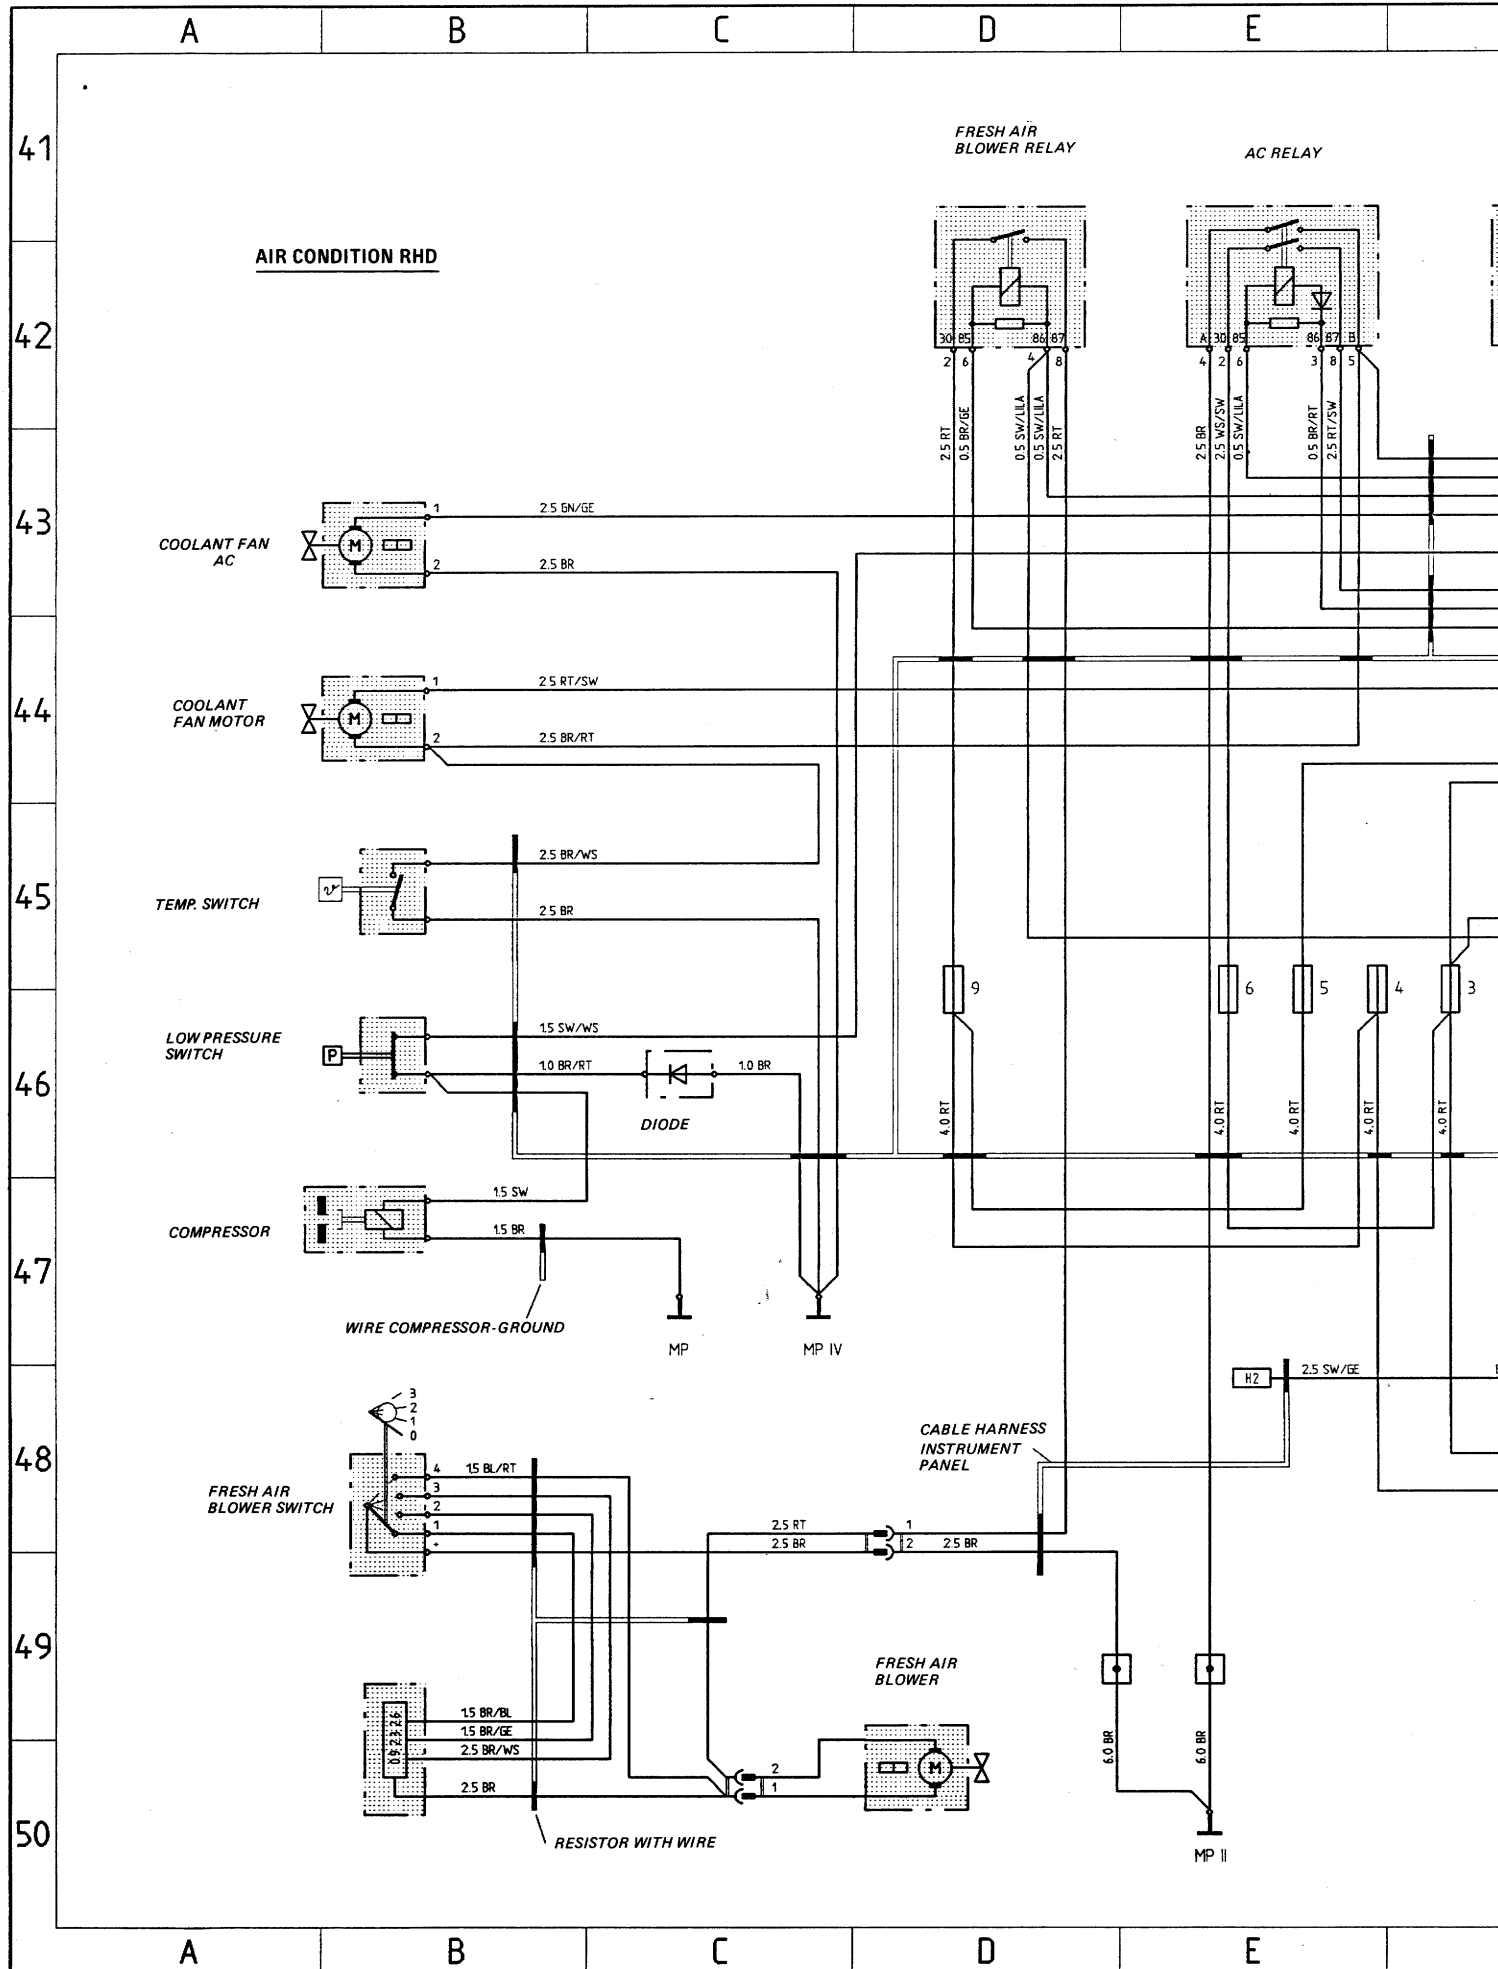 A B C D E
41
FRESH AIR
BLOWER RELAY
AC RELAY
AIR CONDITION RHD
42
30 85 86 87
2 6 4 8
A 30 85 86 87 B
4 2 6 3 8 5
2.5 RT
0.5 BR/GE
0.5 SW/LILA
0.5 SW/LILA
2.5 RT
2.5 BR
2.5 WS/SW
0.5 SW/LILA
0.5 BR/RT
2.5 RT/SW
43
COOLANT FAN
AC
M
1
2.5 GN/GE
2
2.5 BR
44
COOLANT
FAN MOTOR
M
1
2.5 RT/SW
2
2.5 BR/RT
45
TEMP. SWITCH
2.5 BR/WS
2.5 BR
9 6 5 4 3
LOW PRESSURE
SWITCH
P
1.5 SW/WS
46
1.0 BR/RT
1.0 BR
DIODE
4.0 RT
4.0 RT
4.0 RT
4.0 RT
4.0 RT
COMPRESSOR
1.5 SW
1.5 BR
47
WIRE COMPRESSOR-GROUND
MP
MP IV
H2
2.5 SW/GE
3
2
1
0
48
FRESH AIR
BLOWER SWITCH
4
1.5 BL/RT
3
2
1
+
CABLE HARNESS
INSTRUMENT
PANEL
2.5 RT
1
2.5 BR
2
2.5 BR
49
FRESH AIR
BLOWER
0.9 2.3 2.6
1.5 BR/BL
1.5 BR/GE
2.5 BR/WS
2.5 BR
2
1
M
6.0 BR
6.0 BR
50
RESISTOR WITH WIRE
MP II
A B C D E